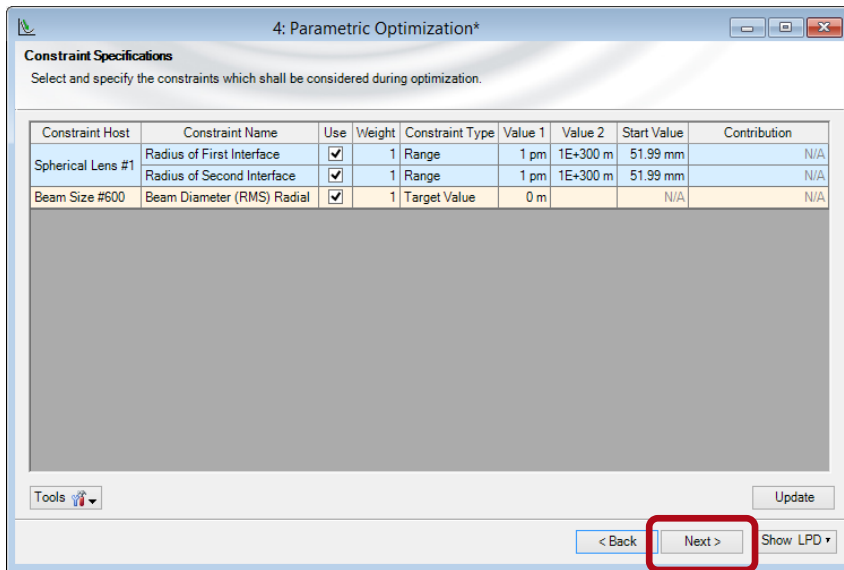 4: Parametric Optimization*
Constraint Specifications
Select and specify the constraints which shall be considered during optimization.
Constraint Host Constraint Name Use Weight Constraint Type Value 1 Value 2 Start Value Contribution
Spherical Lens #1 Radius of First Interface 1 Range 1 pm 1E+300 m 51.99 mm N/A
Radius of Second Interface 1 Range 1 pm 1E+300 m 51.99 mm N/A
Beam Size #600 Beam Diameter (RMS) Radial 1 Target Value 0 m N/A N/A
Tools Update
< Back Next > Show LPD